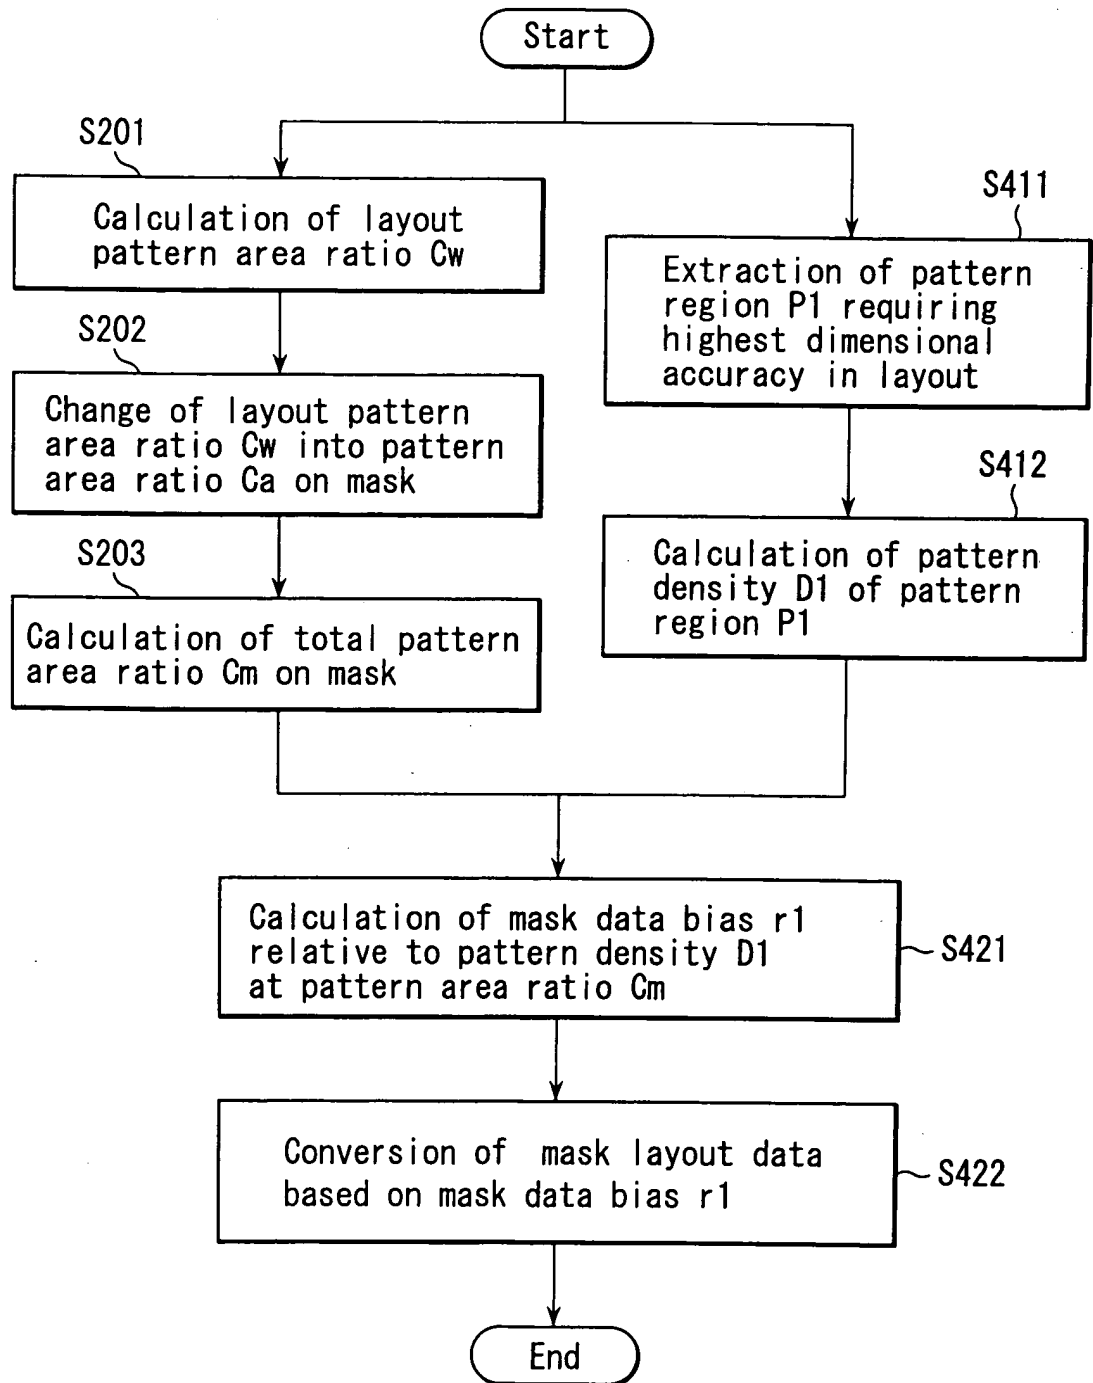 Start
S201
Calculation of layout
pattern area ratio Cw
S202
Change of layout pattern
area ratio Cw into pattern
area ratio Ca on mask
S203
Calculation of total pattern
area ratio Cm on mask
S411
Extraction of pattern
region P1 requiring
highest dimensional
accuracy in layout
S412
Calculation of pattern
density D1 of pattern
region P1
Calculation of mask data bias r1
relative to pattern density D1
at pattern area ratio Cm
S421
Conversion of mask layout data
based on mask data bias r1
S422
End